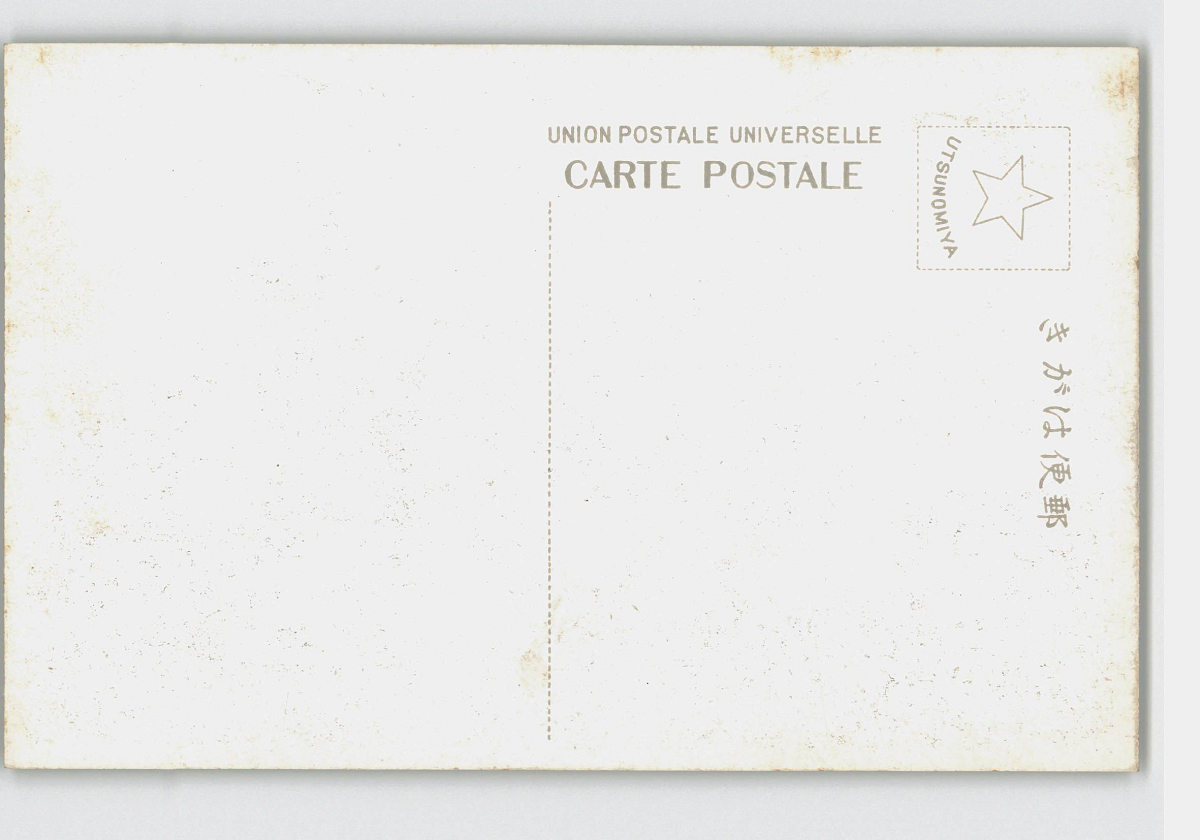 UNION POSTALE UNIVERSELLE
CARTE POSTALE
UTSUNOMIYA
きがは便郵